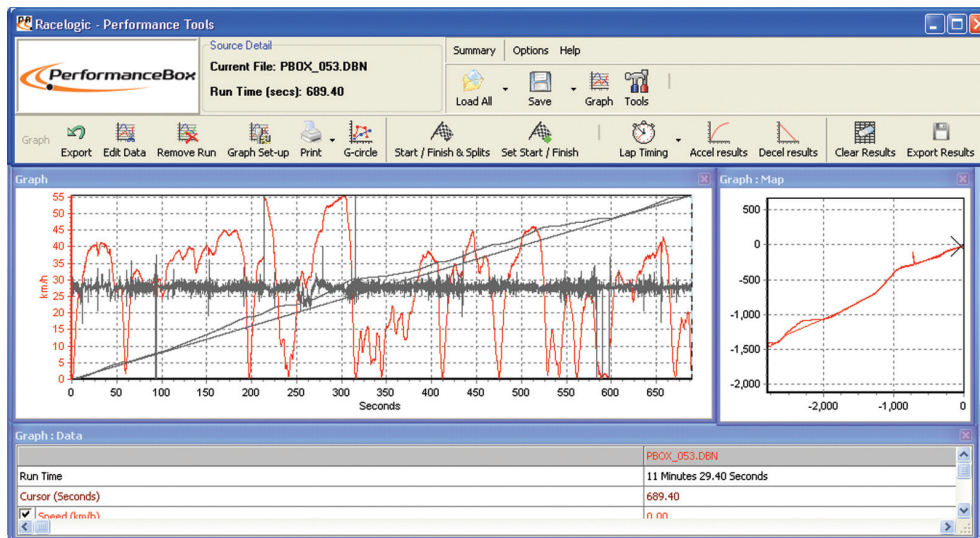 Racelogic - Performance Tools
PerformanceBox
Source Detail
Current File: PBOX_053.DBN
Run Time (secs): 689.40
Summary Options Help
Load All Save Graph Tools
Graph Export Edit Data Remove Run Graph Set-up Print G-circle Start / Finish & Splits Set Start / Finish Lap Timing Accel results Decel results Clear Results Export Results
Graph
55
50
45
40
35
30
25
20
15
10
5
0
km/h
0 50 100 150 200 250 300 350 400 450 500 550 600 650
Seconds
Graph : Map
500
0
-500
-1,000
-1,500
-2,000
-2,000 -1,000 0
Graph : Data
PBOX_053.DBN
Run Time 11 Minutes 29.40 Seconds
Cursor (Seconds) 689.40
Speed (km/h) 0.00